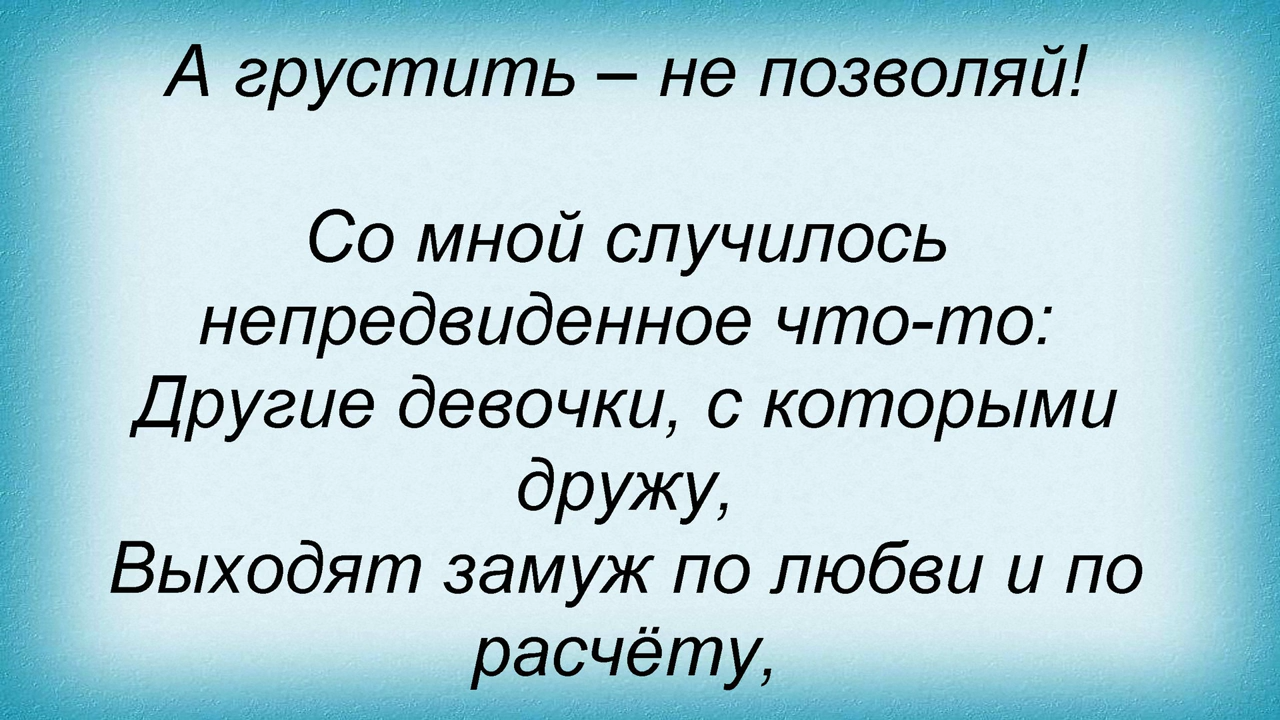 А грустить – не позволяй!
Со мной случилось
непредвиденное что-то:
Другие девочки, с которыми
дружу,
Выходят замуж по любви и по
расчёту,